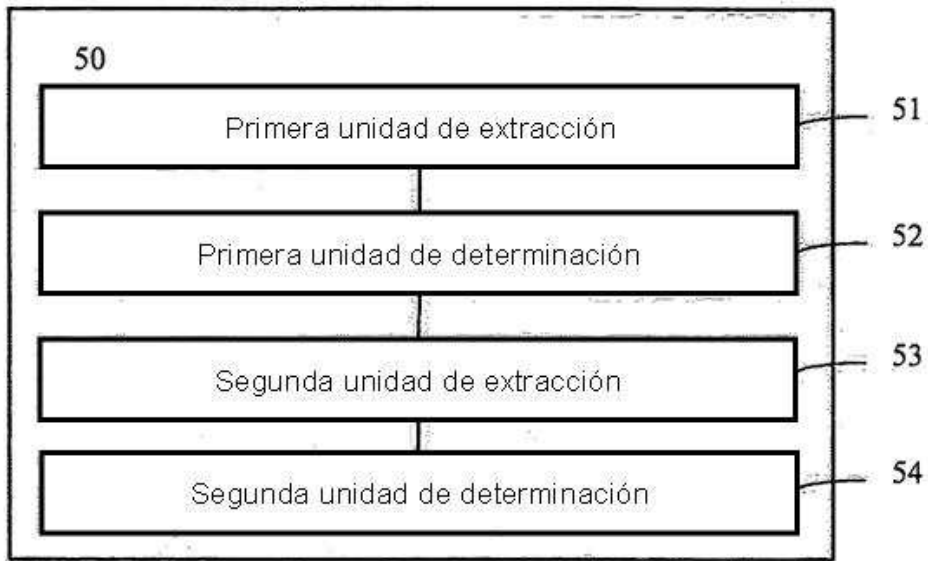 50
Primera unidad de extracción
51
Primera unidad de determinación
52
Segunda unidad de extracción
53
Segunda unidad de determinación
54